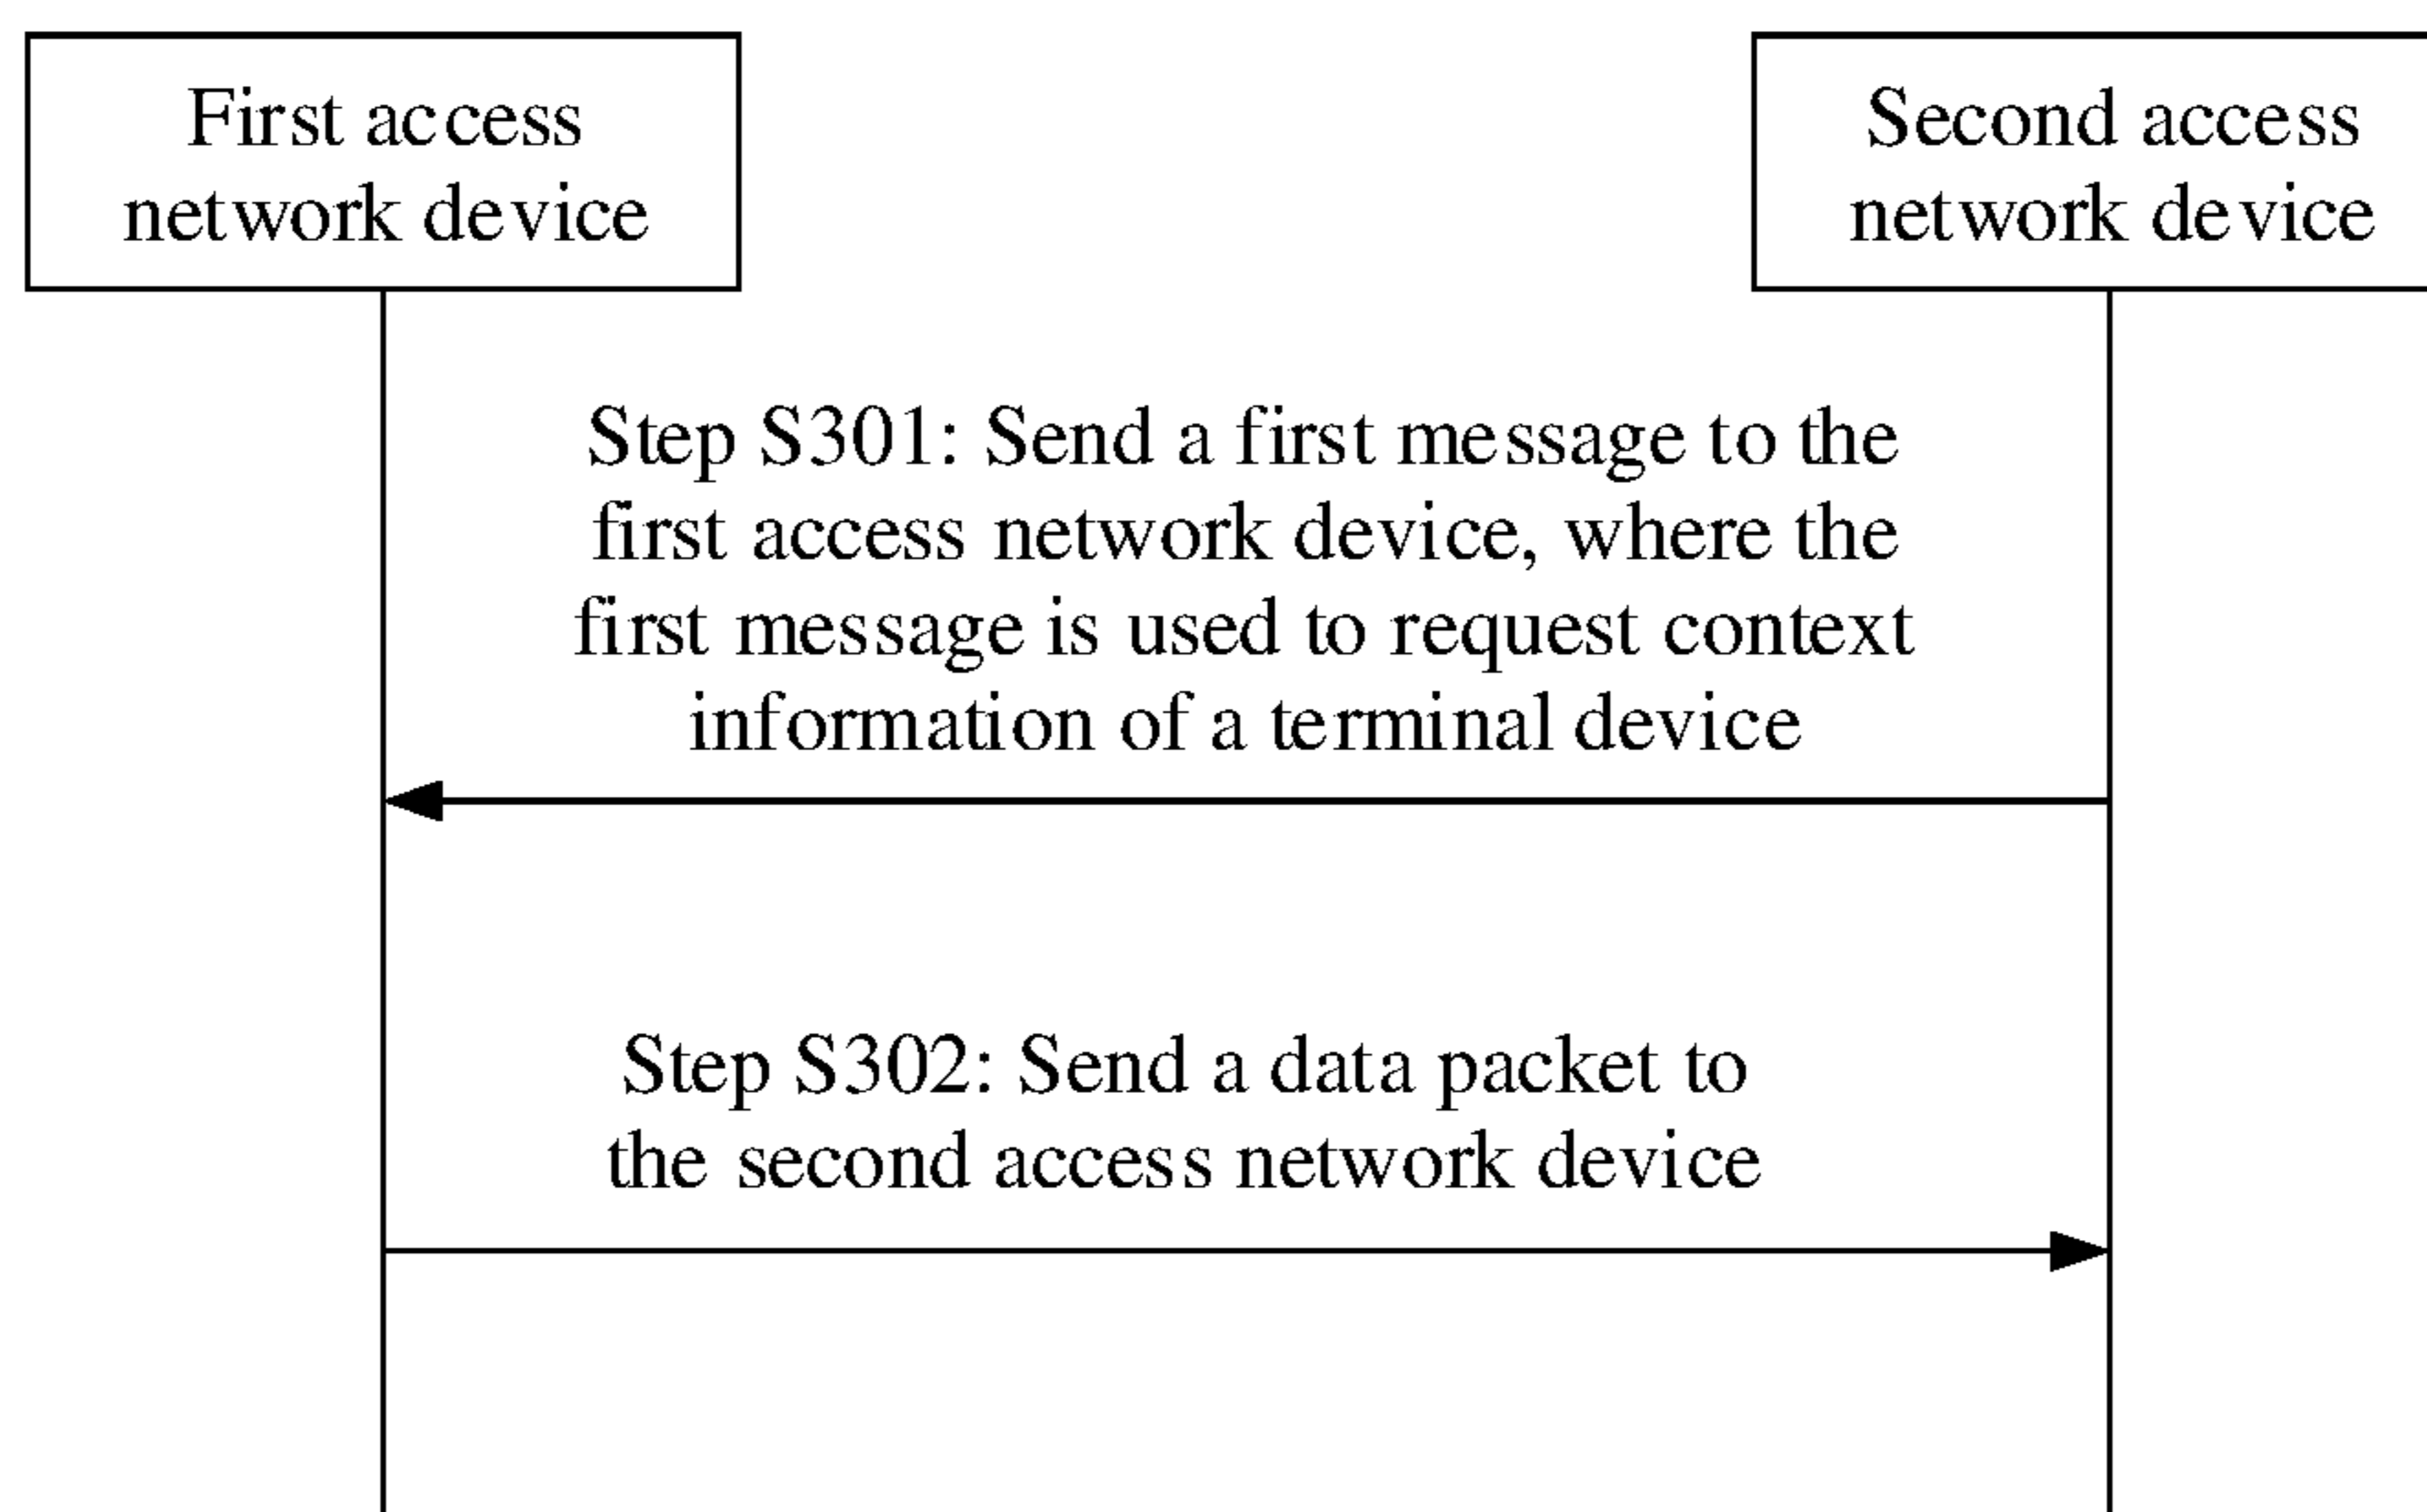 First access
network device
Second access
network device
Step S301: Send a first message to the
first access network device, where the
first message is used to request context
information of a terminal device
Step S302: Send a data packet to
the second access network device